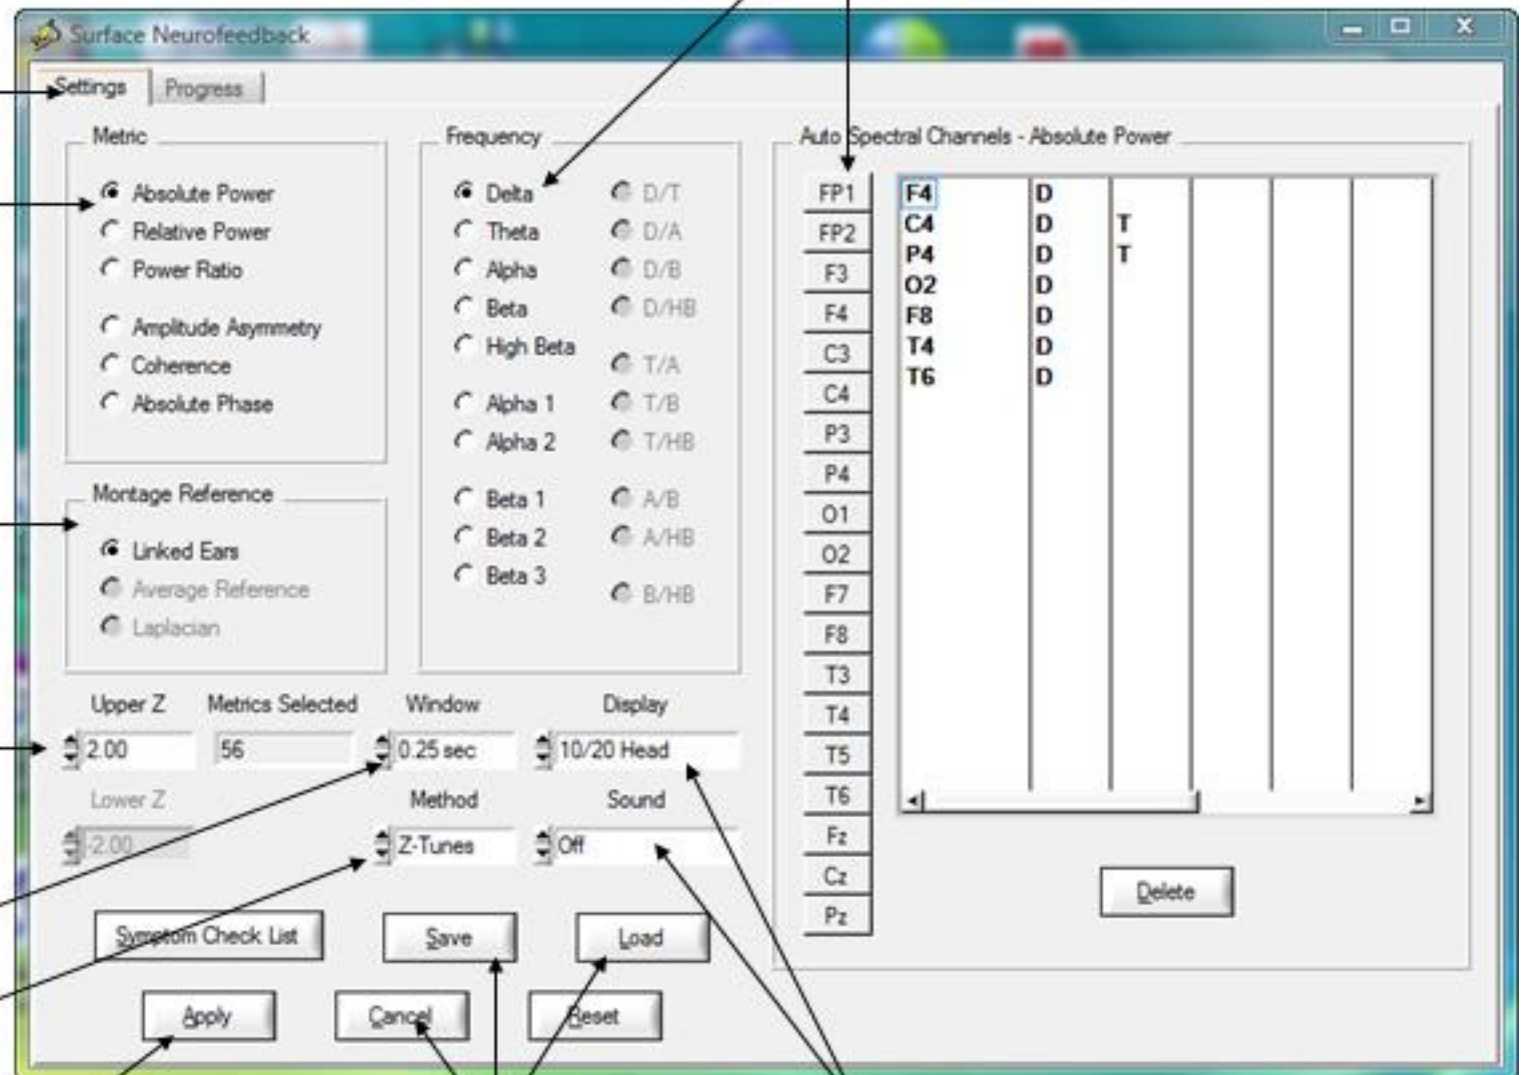 Surface Neurofeedback
Settings Progress
Metric
Absolute Power
Relative Power
Power Ratio
Amplitude Asymmetry
Coherence
Absolute Phase
Montage Reference
Linked Ears
Average Reference
Laplacian
Frequency
Delta D/T
Theta D/A
Alpha D/B
Beta D/HB
High Beta
T/A
Alpha 1 T/B
Alpha 2 T/HB
Beta 1 A/B
Beta 2 A/HB
Beta 3
B/HB
Upper Z Metrics Selected Window Display
2.00 56 0.25 sec 10/20 Head
Lower Z Method Sound
-2.00 Z-Tunes Off
Symptom Check List Save Load
Apply Cancel Reset
Auto Spectral Channels - Absolute Power
FP1
FP2
F3
F4
C3
C4
P3
P4
O1
O2
F7
F8
T3
T4
T5
T6
Fz
Cz
Pz
F4 D
C4 D T
P4 D T
O2 D
F8 D
T4 D
T6 D
Delete